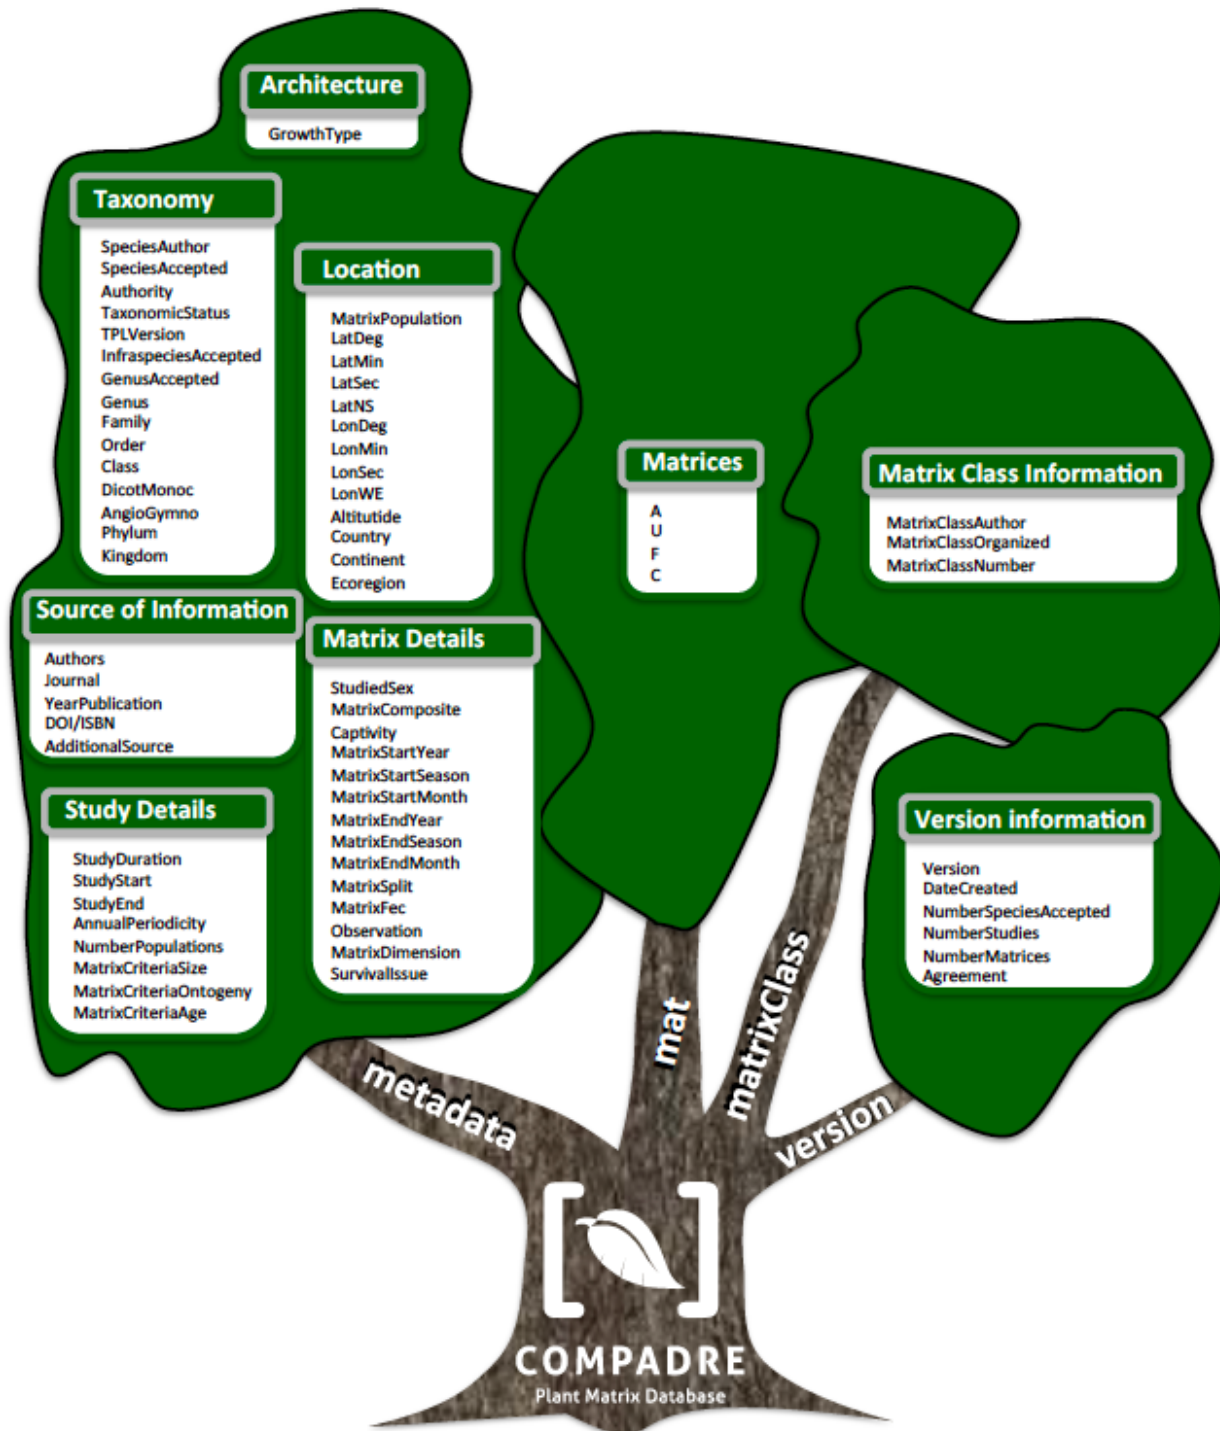 Architecture
GrowthType
Taxonomy
SpeciesAuthor
SpeciesAccepted
Authority
TaxonomicStatus
TPLVersion
InfraspeciesAccepted
GenusAccepted
Genus
Family
Order
Class
DicotMonoc
AngioGymno
Phylum
Kingdom
Location
MatrixPopulation
LatDeg
LatMin
LatSec
LatNS
LonDeg
LonMin
LonSec
LonWE
Altitutide
Country
Continent
Ecoregion
Source of Information
Authors
Journal
YearPublication
DOI/ISBN
AdditionalSource
Matrix Details
StudiedSex
MatrixComposite
Captivity
MatrixStartYear
MatrixStartSeason
MatrixStartMonth
MatrixEndYear
MatrixEndSeason
MatrixEndMonth
MatrixSplit
MatrixFec
Observation
MatrixDimension
SurvivalIssue
Study Details
StudyDuration
StudyStart
StudyEnd
AnnualPeriodicity
NumberPopulations
MatrixCriteriaSize
MatrixCriteriaOntogeny
MatrixCriteriaAge
Matrices
A
U
F
C
Matrix Class Information
MatrixClassAuthor
MatrixClassOrganized
MatrixClassNumber
Version information
Version
DateCreated
NumberSpeciesAccepted
NumberStudies
NumberMatrices
Agreement
metadata
mat
matrixClass
version
COMPADRE
Plant Matrix Database